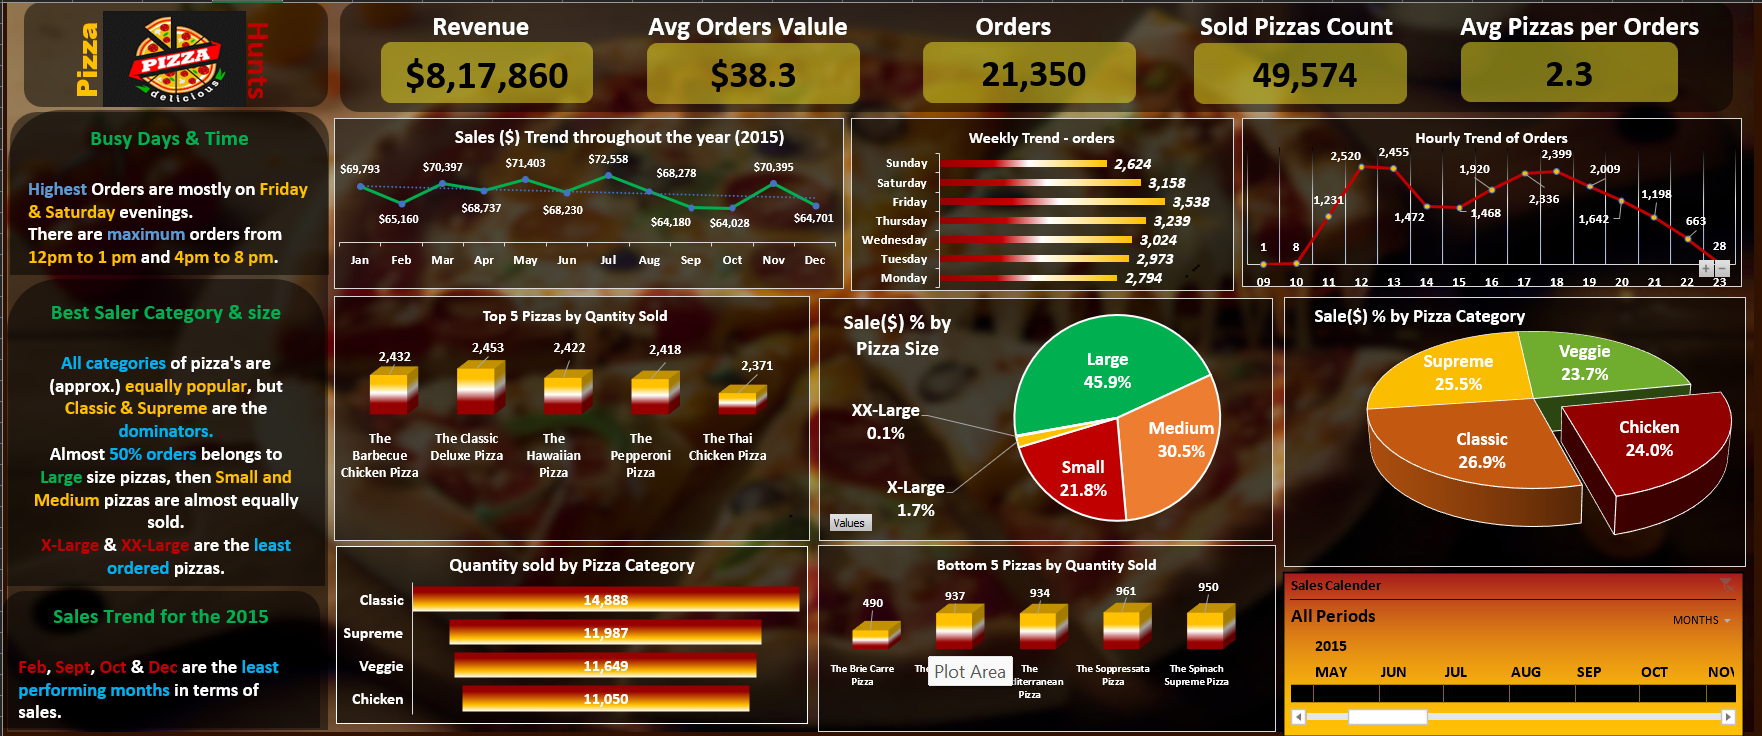 Pizza
PIZZA
delicious
Hunts
Revenue
$8,17,860
Avg Orders Valule
$38.3
Orders
21,350
Sold Pizzas Count
49,574
Avg Pizzas per Orders
2.3
Busy Days & Time
Highest Orders are mostly on Friday
& Saturday evenings.
There are maximum orders from
12pm to 1 pm and 4pm to 8 pm.
Best Saler Category & size
All categories of pizza's are
(approx.) equally popular, but
Classic & Supreme are the
dominators.
Almost 50% orders belongs to
Large size pizzas, then Small and
Medium pizzas are almost equally
sold.
X-Large & XX-Large are the least
ordered pizzas.
Sales Trend for the 2015
Feb, Sept, Oct & Dec are the least
performing months in terms of
sales.
Sales ($) Trend throughout the year (2015)
$69,793
$65,160
$70,397
$68,737
$71,403
$68,230
$72,558
$68,278
$64,180
$64,028
$70,395
$64,701
Jan Feb Mar Apr May Jun Jul Aug Sep Oct Nov Dec
Weekly Trend - orders
Sunday 2,624
Saturday 3,158
Friday 3,538
Thursday 3,239
Wednesday 3,024
Tuesday 2,973
Monday 2,794
Hourly Trend of Orders
1
8
1,231
2,520
2,455
1,472
1,468
1,920
2,336
2,399
2,009
1,642
1,198
663
28
09 10 11 12 13 14 15 16 17 18 19 20 21 22 23
Top 5 Pizzas by Qantity Sold
2,432
2,453
2,422
2,418
2,371
The
Barbecue
Chicken Pizza
The Classic
Deluxe Pizza
The
Hawaiian
Pizza
The
Pepperoni
Pizza
The Thai
Chicken Pizza
Sale($) % by
Pizza Size
Large
45.9%
Medium
30.5%
Small
21.8%
X-Large
1.7%
XX-Large
0.1%
Values
Sale($) % by Pizza Category
Supreme
25.5%
Veggie
23.7%
Classic
26.9%
Chicken
24.0%
Quantity sold by Pizza Category
Classic 14,888
Supreme 11,987
Veggie 11,649
Chicken 11,050
Bottom 5 Pizzas by Quantity Sold
490
937
934
961
950
The Brie Carre
Pizza
The
Plot Area
The
diterranean
Pizza
The Soppressata
Pizza
The Spinach
Supreme Pizza
Sales Calender
All Periods
MONTHS
2015
MAY JUN JUL AUG SEP OCT NOV